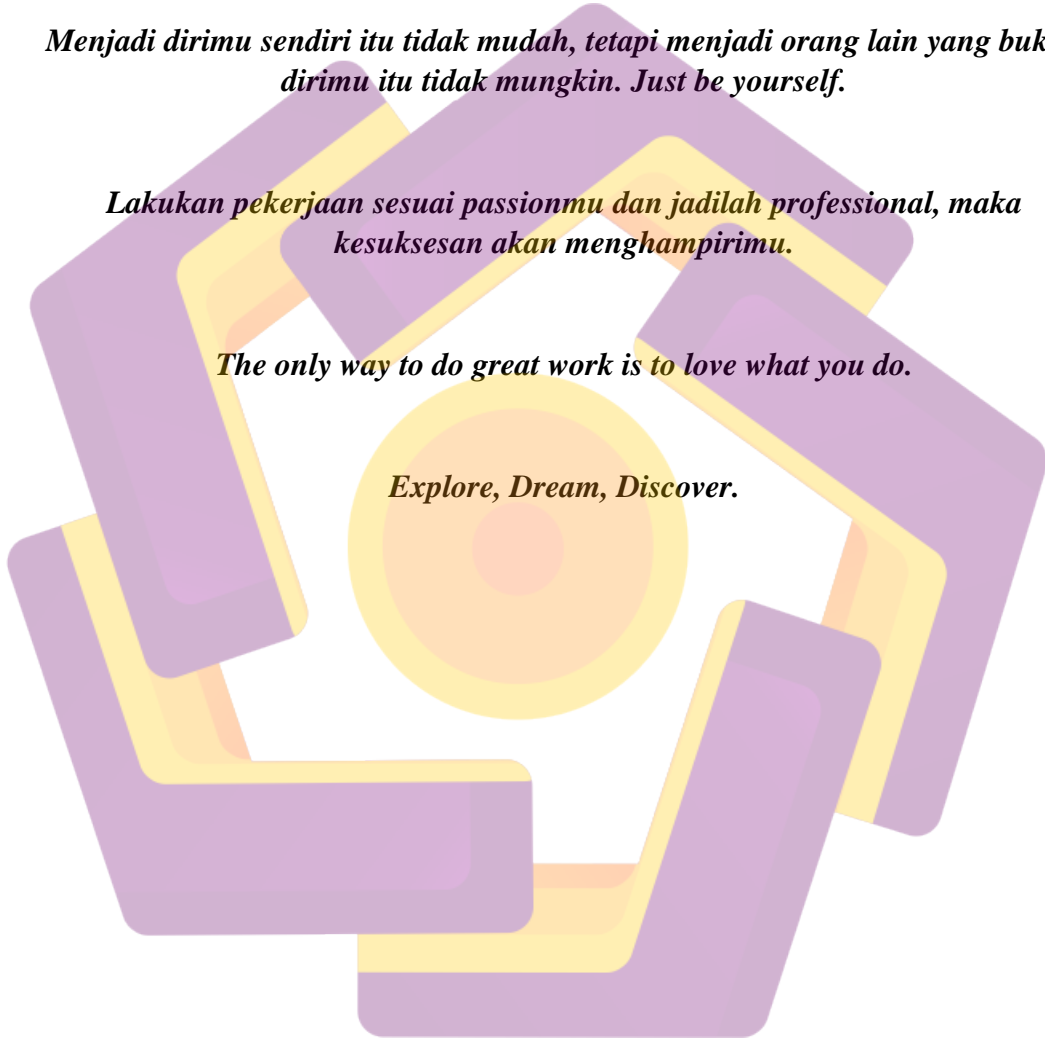 Menjadi dirimu sendiri itu tidak mudah, tetapi menjadi orang lain yang buk
dirimu itu tidak mungkin. Just be yourself.
Lakukan pekerjaan sesuai passionmu dan jadilah professional, maka
kesuksesan akan menghampirimu.
The only way to do great work is to love what you do.
Explore, Dream, Discover.